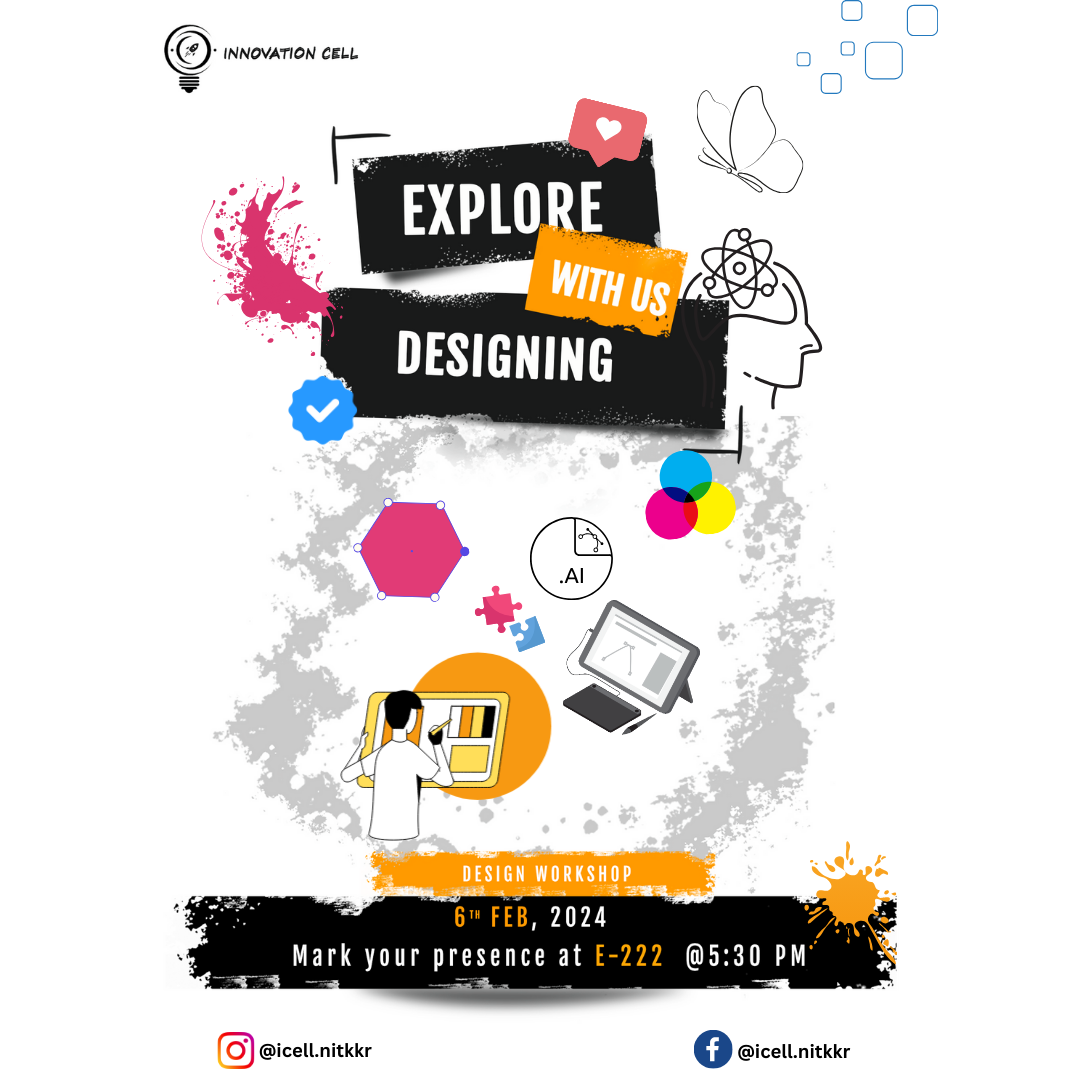 INNOVATION CELL
EXPLORE
WITH US
DESIGNING
.AI
DESIGN WORKSHOP
6TH FEB, 2024
Mark your presence at E-222 @5:30 PM
@icell.nitkkr
@icell.nitkkr